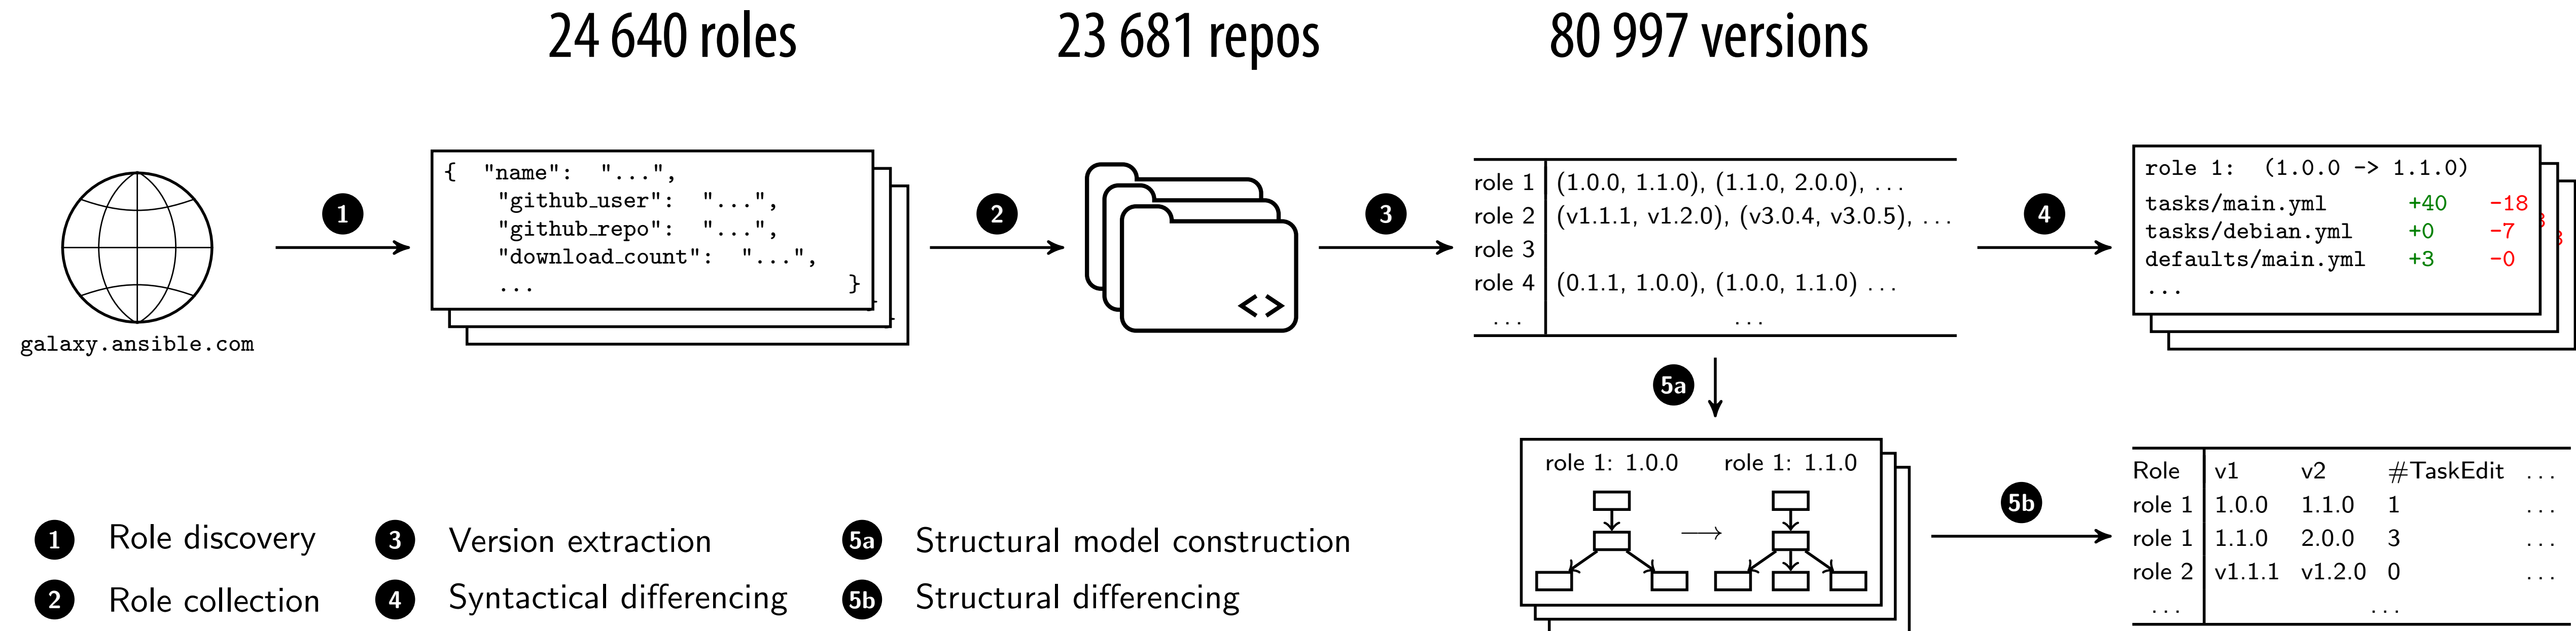 24 640 roles
23 681 repos
80 997 versions
galaxy.ansible.com
1
{ "name": "...",
"github_user": "...",
"github_repo": "...",
"download_count": "...",
... }
2
<>
3
role 1 (1.0.0, 1.1.0), (1.1.0, 2.0.0), ...
role 2 (v1.1.1, v1.2.0), (v3.0.4, v3.0.5), ...
role 3
role 4 (0.1.1, 1.0.0), (1.0.0, 1.1.0) ...
... ...
4
role 1: (1.0.0 -> 1.1.0)
tasks/main.yml +40 -18
tasks/debian.yml +0 -7
defaults/main.yml +3 -0
...
5a
role 1: 1.0.0 role 1: 1.1.0
5b
Role v1 v2 #TaskEdit ...
role 1 1.0.0 1.1.0 1 ...
role 1 1.1.0 2.0.0 3 ...
role 2 v1.1.1 v1.2.0 0 ...
... ...
1 Role discovery
2 Role collection
3 Version extraction
4 Syntactical differencing
5a Structural model construction
5b Structural differencing